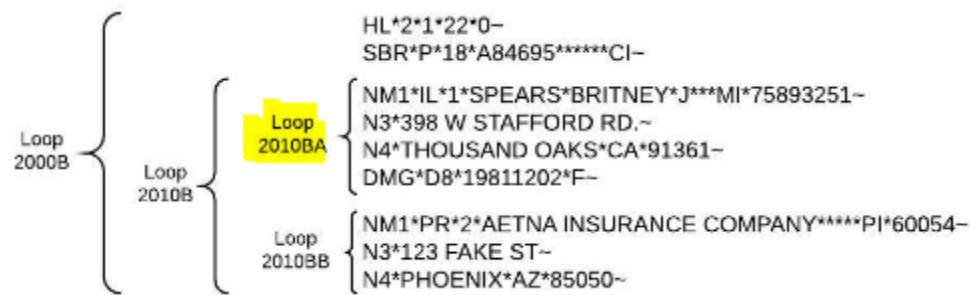 HL*2*1*22*0~
SBR*P*18*A84695******CI~
Loop
2000B
Loop
2010B
Loop
2010BA
NM1*IL*1*SPEARS*BRITNEY*J***MI*75893251~
N3*398 W STAFFORD RD.~
N4*THOUSAND OAKS*CA*91361~
DMG*D8*19811202*F~
Loop
2010BB
NM1*PR*2*AETNA INSURANCE COMPANY*****PI*60054~
N3*123 FAKE ST~
N4*PHOENIX*AZ*85050~